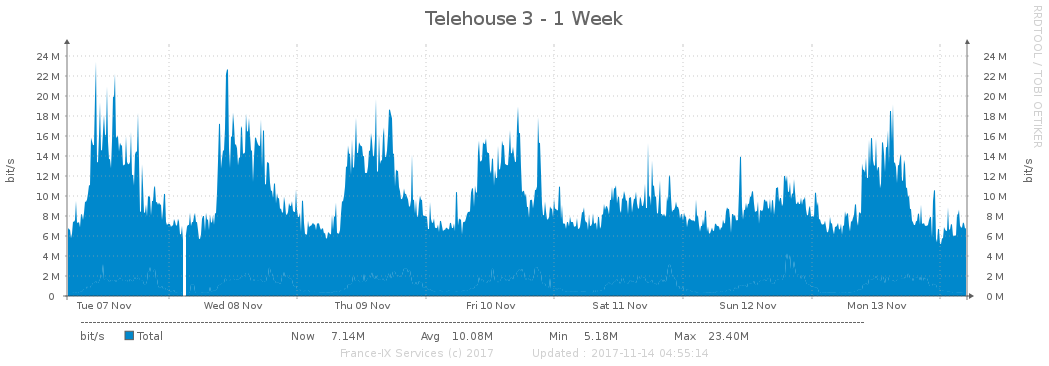 Telehouse 3 - 1 Week
RRDTOOL / TOBI OETIKER
24 M 24 M
22 M 22 M
20 M 20 M
18 M 18 M
16 M 16 M
14 M 14 M
12 M 12 M
10 M 10 M
8 M 8 M
6 M 6 M
4 M 4 M
2 M 2 M
0 0 M
bit/s bit/s
Tue 07 Nov Wed 08 Nov Thu 09 Nov Fri 10 Nov Sat 11 Nov Sun 12 Nov Mon 13 Nov
bit/s Total Now 7.14M Avg 10.08M Min 5.18M Max 23.40M
France-IX Services (c) 2017 Updated : 2017-11-14 04:55:14